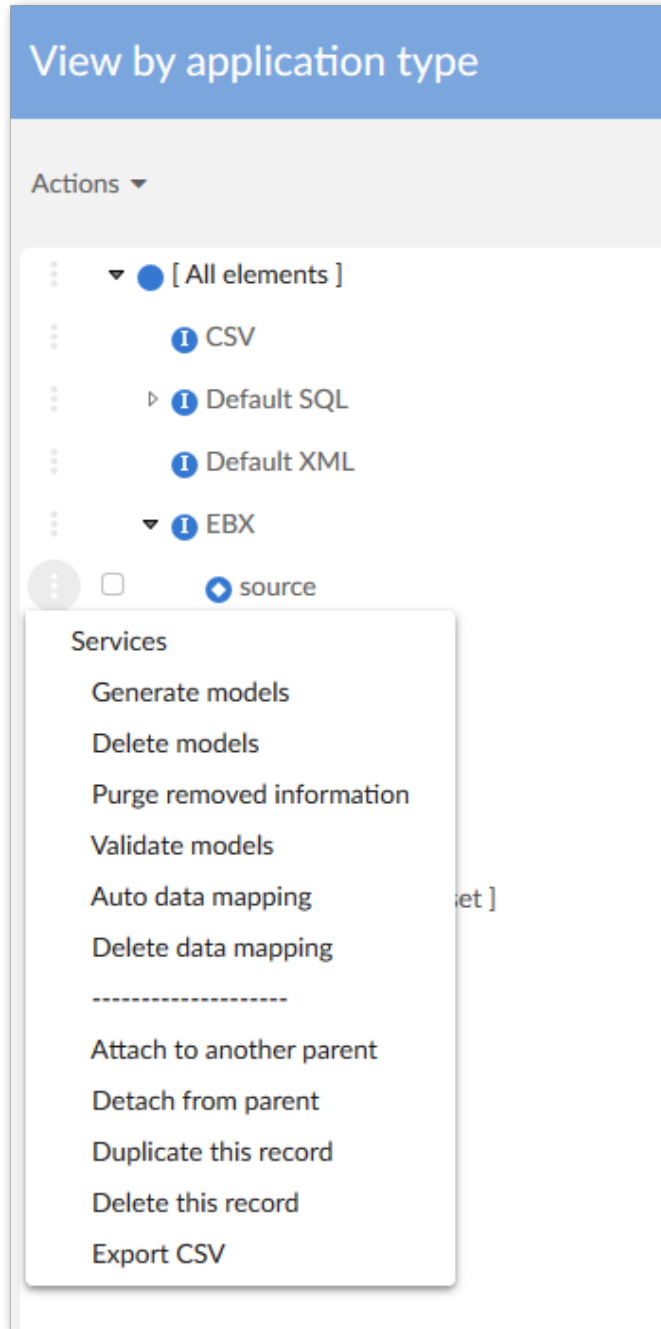 View by application type
Actions
[ All elements ]
CSV
Default SQL
Default XML
EBX
source
Services
Generate models
Delete models
Purge removed information
Validate models
Auto data mapping
set ]
Delete data mapping
--------------------
Attach to another parent
Detach from parent
Duplicate this record
Delete this record
Export CSV